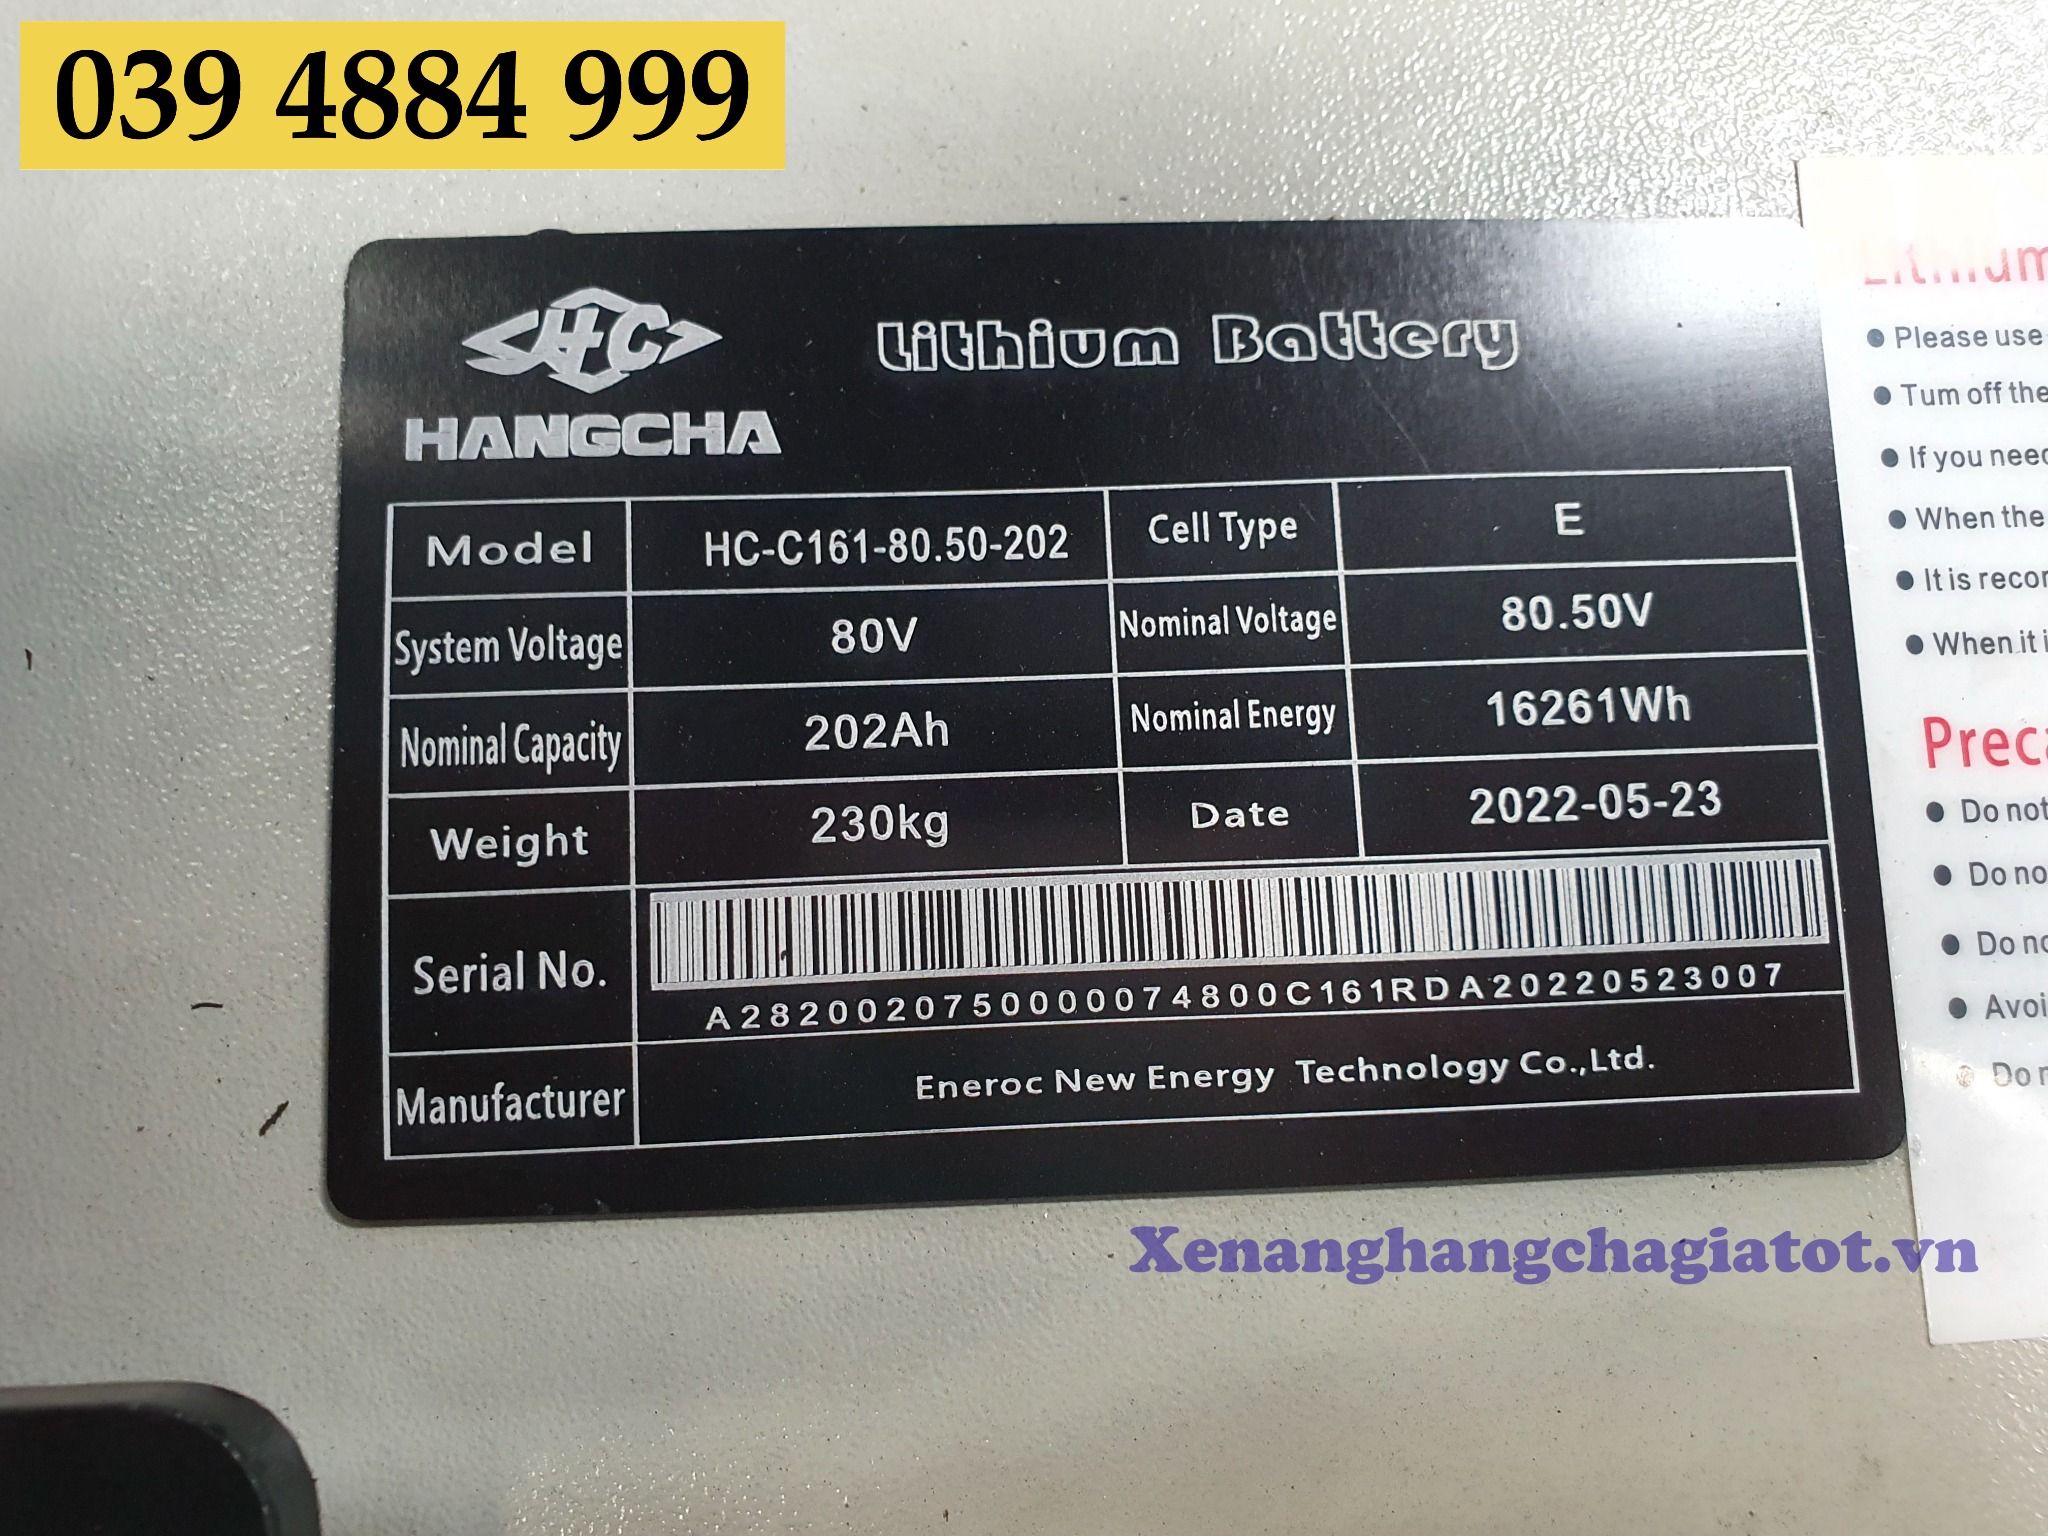 039 4884 999
HC
HANGCHA
Lithium Battery
Model HC-C161-80.50-202 Cell Type E
System Voltage 80V Nominal Voltage 80.50V
Nominal Capacity 202Ah Nominal Energy 16261Wh
Weight 230kg Date 2022-05-23
Serial No. A2820020750000074800C161RDA20220523007
Manufacturer Eneroc New Energy Technology Co.,Ltd.
Lithium
● Please use
● Turn off the
● If you need
● When the
● It is recor
● When it i
Preca
● Do not
● Do no
● Do no
● Avoi
Do n
Xenanghangchagiatot.vn